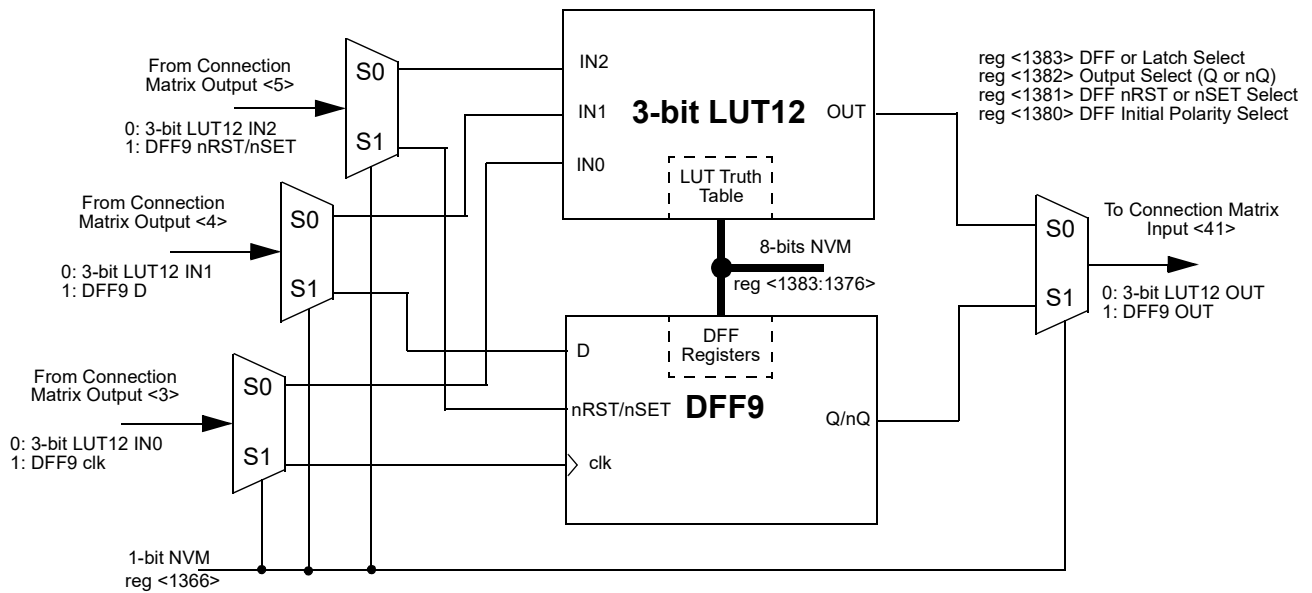 From Connection
Matrix Output <5>
0: 3-bit LUT12 IN2
1: DFF9 nRST/nSET
S0
S1
From Connection
Matrix Output <4>
0: 3-bit LUT12 IN1
1: DFF9 D
S0
S1
From Connection
Matrix Output <3>
0: 3-bit LUT12 IN0
1: DFF9 clk
S0
S1
1-bit NVM
reg <1366>
IN2
IN1
IN0
3-bit LUT12
OUT
LUT Truth
Table
8-bits NVM
reg <1383:1376>
DFF
Registers
D
nRST/nSET
clk
DFF9
Q/nQ
reg <1383> DFF or Latch Select
reg <1382> Output Select (Q or nQ)
reg <1381> DFF nRST or nSET Select
reg <1380> DFF Initial Polarity Select
S0
S1
To Connection Matrix
Input <41>
0: 3-bit LUT12 OUT
1: DFF9 OUT